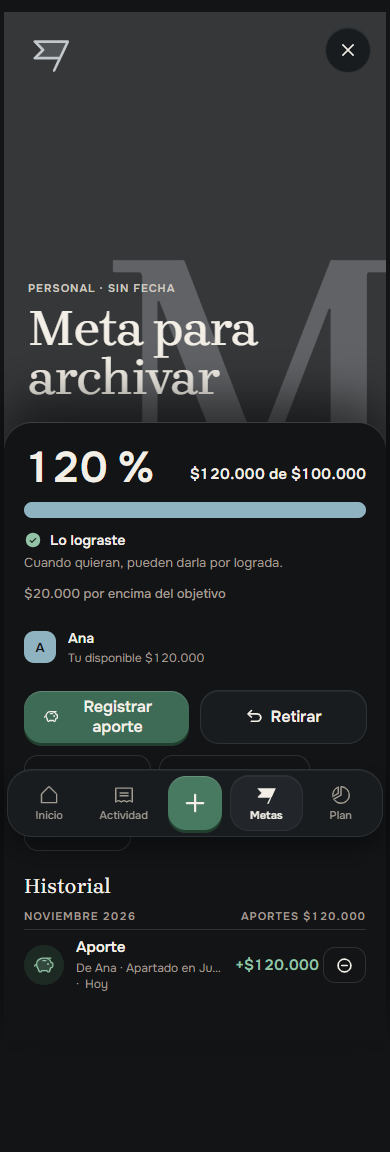 PERSONAL · SIN FECHA
Meta para
archivar
M
120 %
$120.000 de $100.000
Lo lograste
Cuando quieran, pueden darla por lograda.
$20.000 por encima del objetivo
A
Ana
Tu disponible $120.000
Registrar
aporte
Retirar
Inicio
Actividad
Metas
Plan
Historial
NOVIEMBRE 2026
APORTES $120.000
Aporte
De Ana · Apartado en Ju...
· Hoy
+$120.000